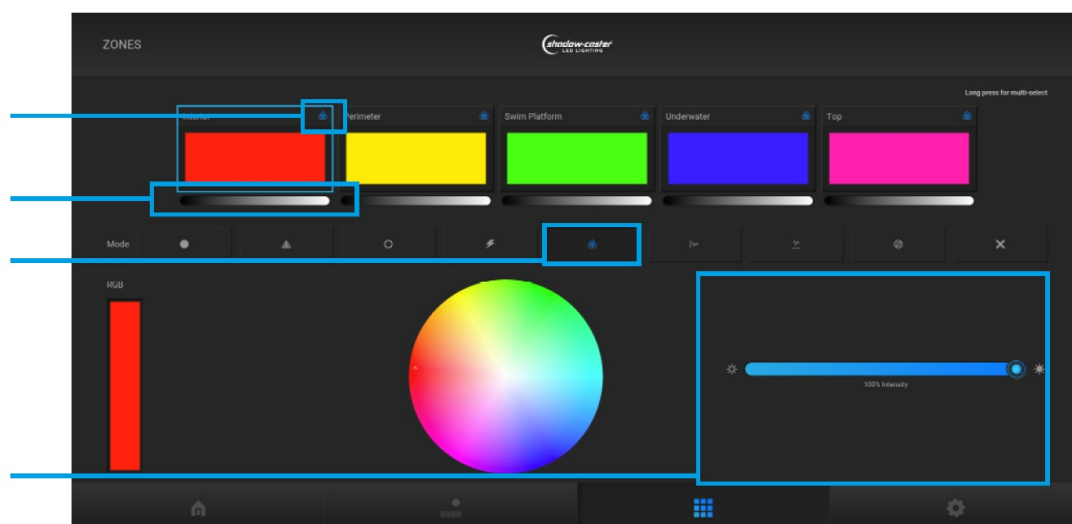 ZONES
shadow-caster
LED LIGHTING
Long press for multi-select
Interior
Perimeter
Swim Platform
Underwater
Top
Mode
RGB
100% Intensity